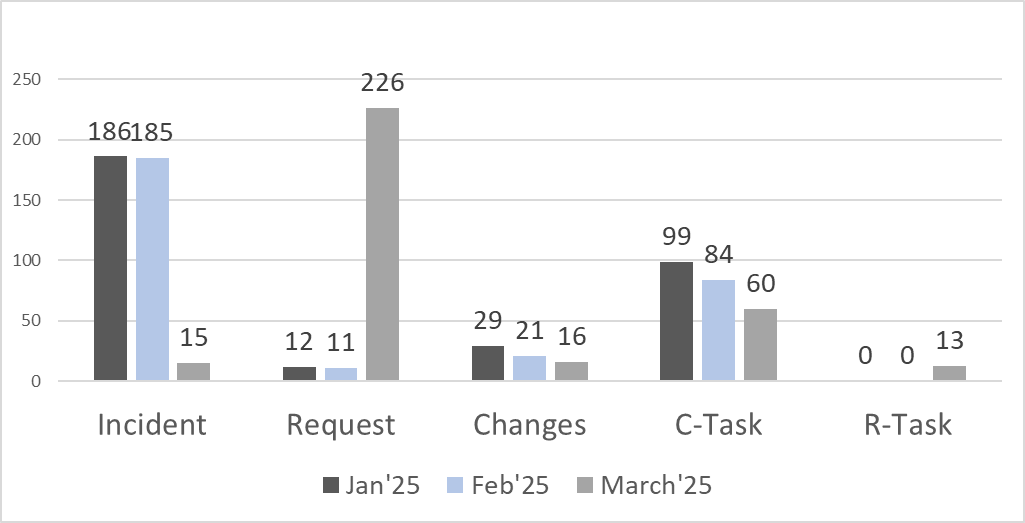 250
200
150
100
50
0
186 185 15
12 11 226
29 21 16
99 84 60
0 0 13
Incident Request Changes C-Task R-Task
Jan'25 Feb'25 March'25